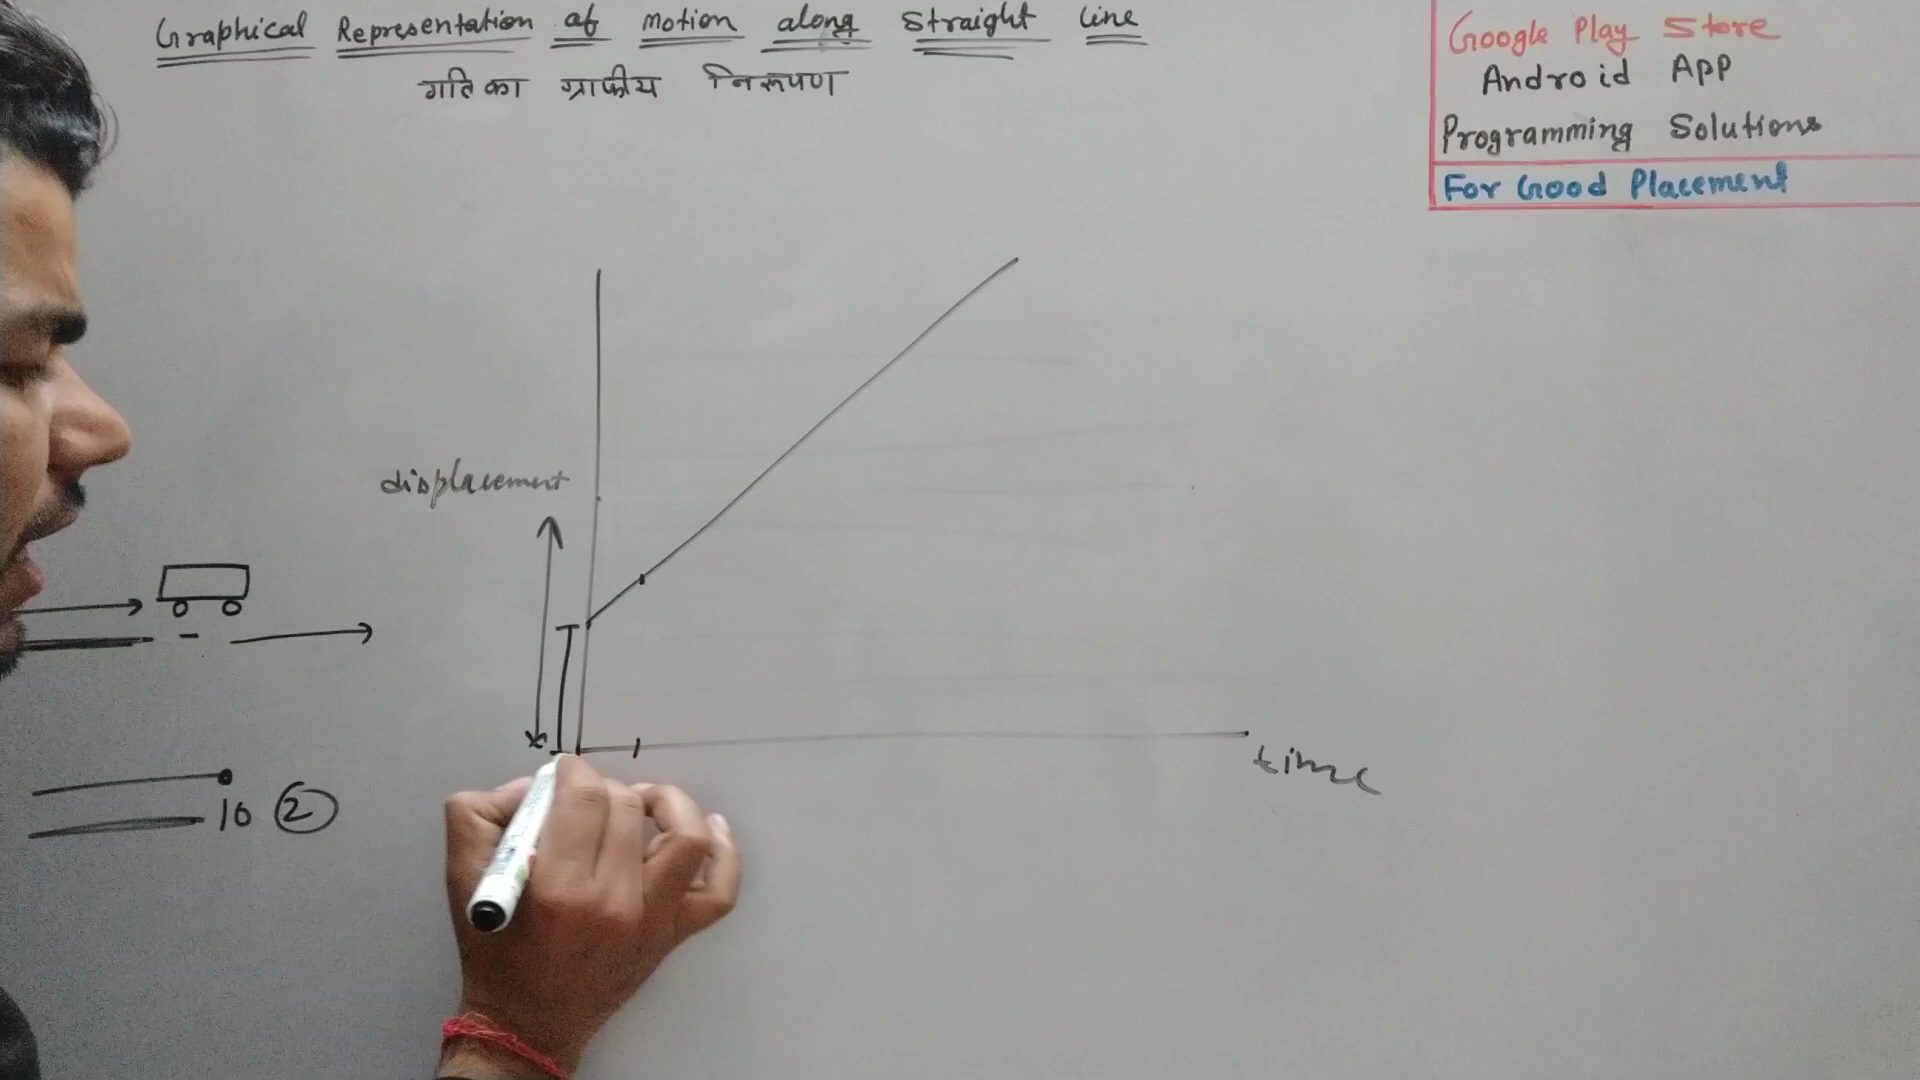 Graphical Representation of motion along Straight line
गति का ग्राफीय निरूपण
Google Play Store
Android APP
Programming Solutions
For Good Placement
displacement
time
10 2